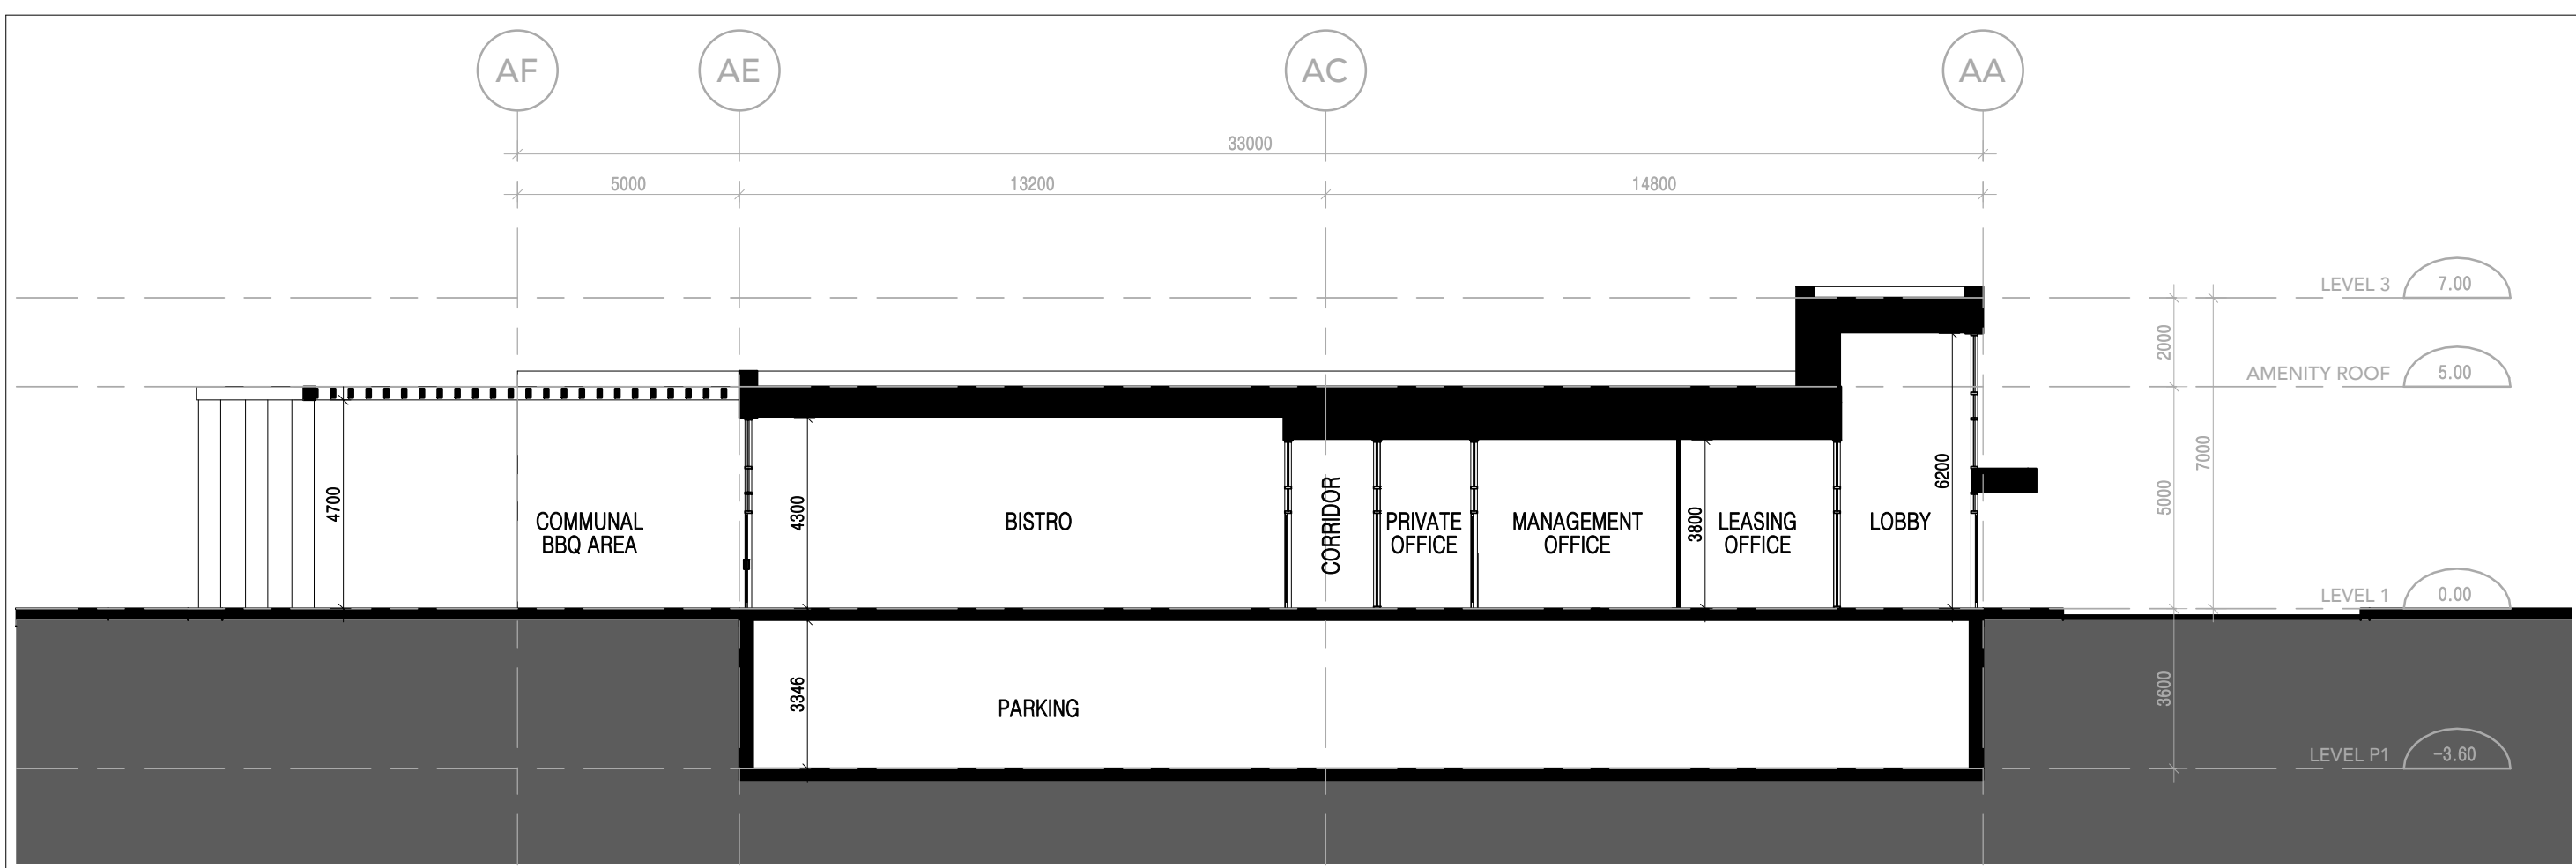 AF
AE
AC
AA
33000
5000
13200
14800
LEVEL 3
7.00
2000
AMENITY ROOF
5.00
7000
5000
4700
COMMUNAL
BBQ AREA
4300
BISTRO
CORRIDOR
PRIVATE
OFFICE
MANAGEMENT
OFFICE
3800
LEASING
OFFICE
LOBBY
6200
LEVEL 1
0.00
3346
PARKING
3600
LEVEL P1
-3.60